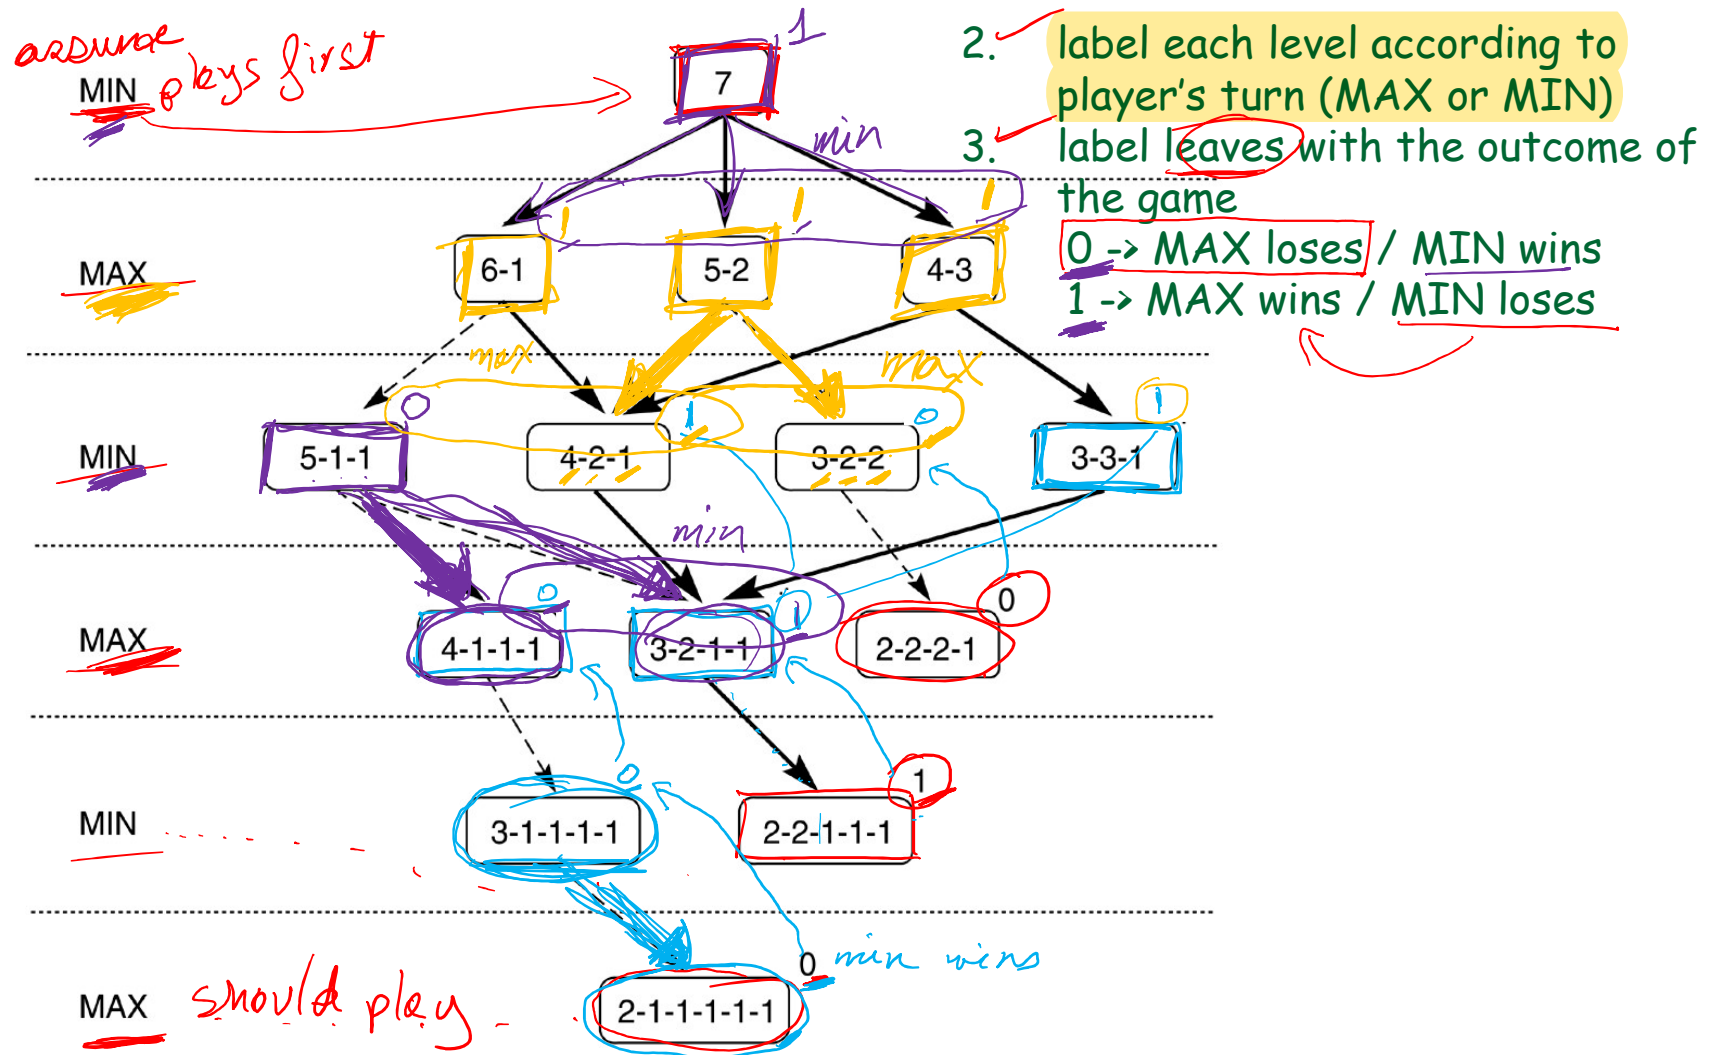 assume
MIN plays first
7
1
min
2. label each level according to
player's turn (MAX or MIN)
3. label leaves with the outcome of
the game
0 -> MAX loses / MIN wins
1 -> MAX wins / MIN loses
MAX
6-1
1
5-2
1
4-3
1
max
max
MIN
5-1-1
0
4-2-1
1
3-2-2
0
3-3-1
1
min
MAX
4-1-1-1
0
3-2-1-1
1
2-2-2-1
0
MIN
3-1-1-1-1
0
2-2-1-1-1
1
MAX should play
2-1-1-1-1-1
0 min wins